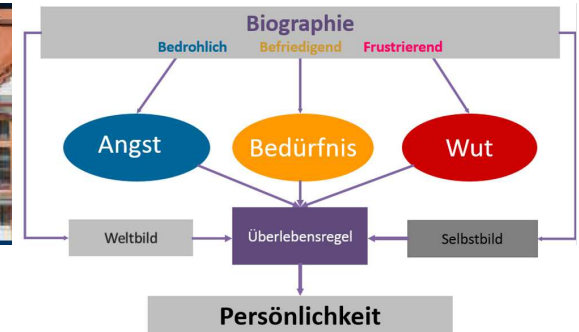 Biographie
Bedrohlich Befriedigend Frustrierend
Angst Bedürfnis Wut
Weltbild Überlebensregel Selbstbild
Persönlichkeit